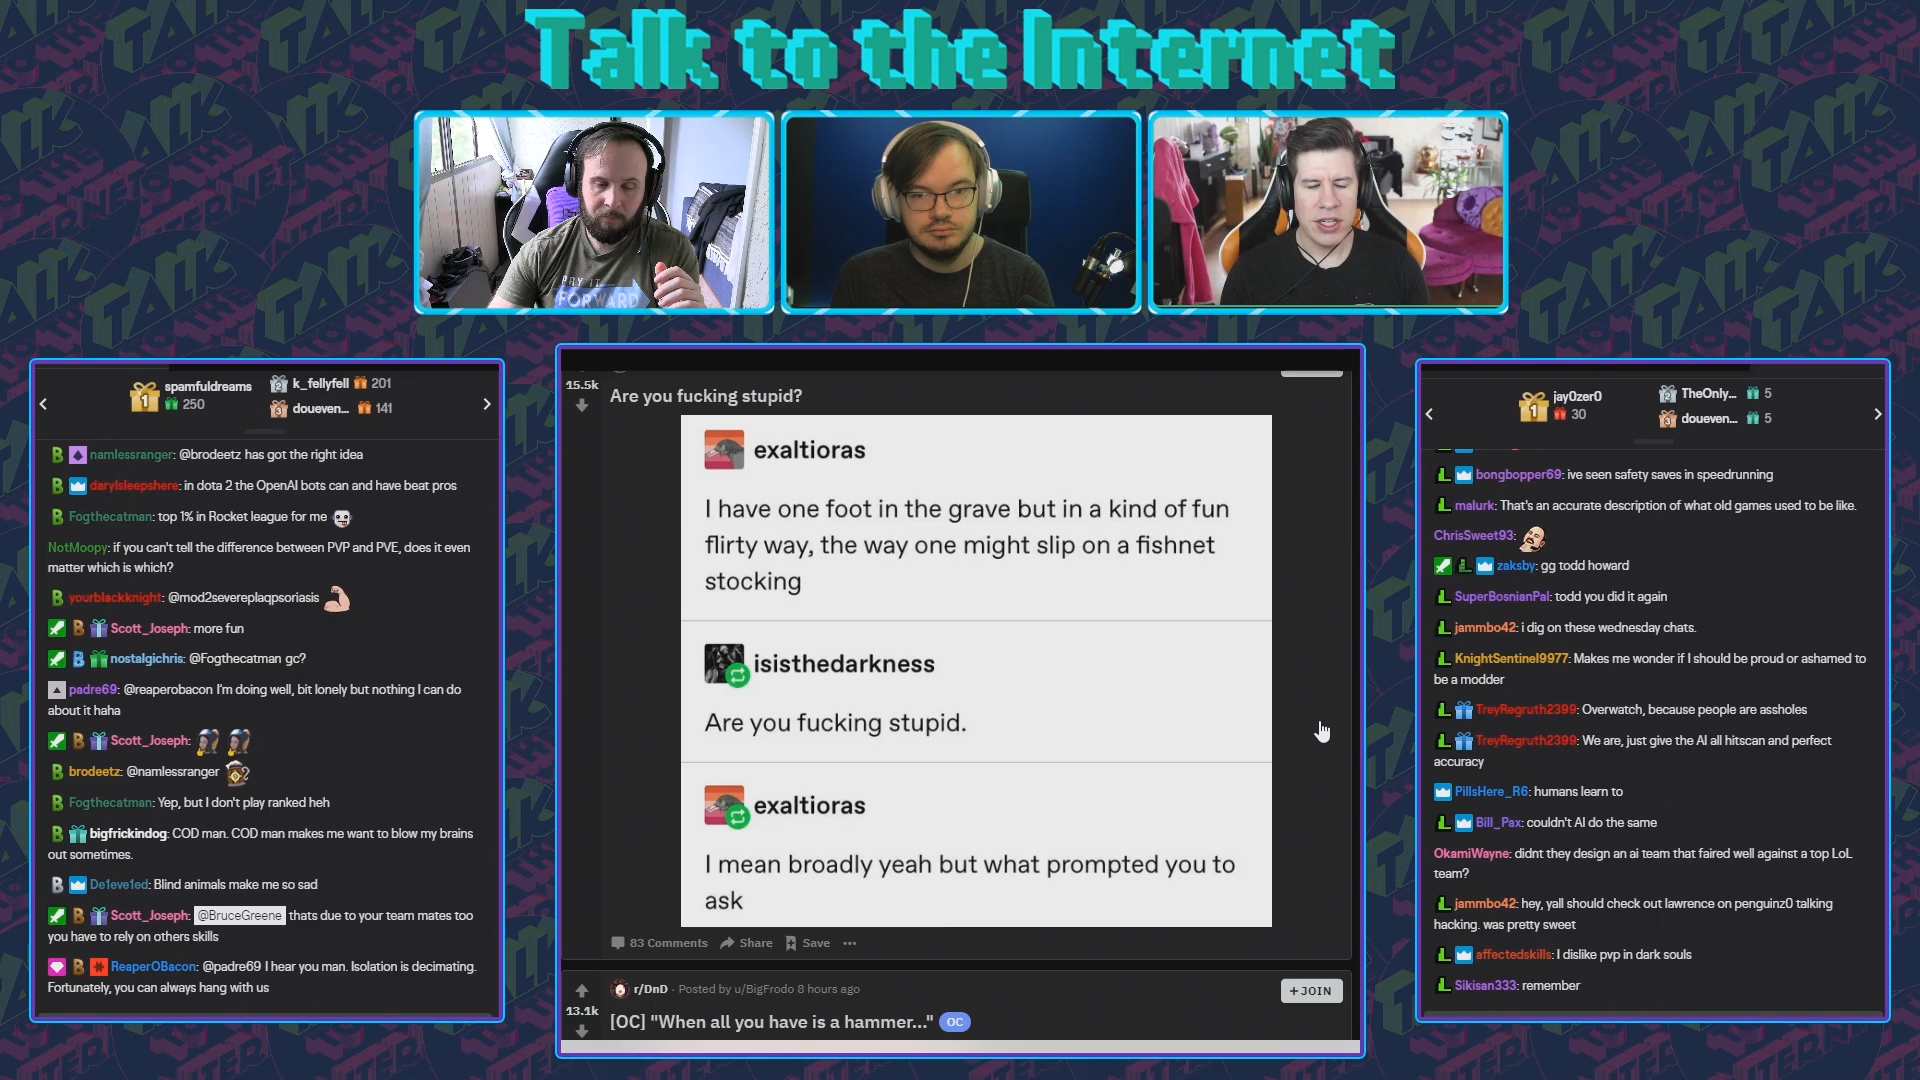 Talk to the Internet
PAY IT
FORWARD
spamfuldreams
250
k_fellyfell 201
doueven... 141
namlessranger: @brodeetz has got the right idea
darylsleepshere: in dota 2 the OpenAI bots can and have beat pros
Fogthecatman: top 1% in Rocket league for me
NotMoopy: if you can't tell the difference between PVP and PVE, does it even
matter which is which?
yourblackknight: @mod2severeplaqpsoriasis
Scott_Joseph: more fun
nostalgichris: @Fogthecatman gc?
padre69: @reaperobacon I'm doing well, bit lonely but nothing I can do
about it haha
Scott_Joseph:
brodeetz: @namlessranger
Fogthecatman: Yep, but I don't play ranked heh
bigfrickindog: COD man. COD man makes me want to blow my brains
out sometimes.
De1eve1ed: Blind animals make me so sad
Scott_Joseph: @BruceGreene thats due to your team mates too
you have to rely on others skills
ReaperOBacon: @padre69 I hear you man. Isolation is decimating.
Fortunately, you can always hang with us
15.5k
Are you fucking stupid?
exaltioras
I have one foot in the grave but in a kind of fun
flirty way, the way one might slip on a fishnet
stocking
isisthedarkness
Are you fucking stupid.
exaltioras
I mean broadly yeah but what prompted you to
ask
83 Comments Share Save
r/DnD · Posted by u/BigFrodo 8 hours ago
+ JOIN
13.1k
[OC] "When all you have is a hammer..." OC
jay0zer0
30
TheOnly... 5
doueven... 5
bongbopper69: ive seen safety saves in speedrunning
malurk: That's an accurate description of what old games used to be like.
ChrisSweet93:
zaksby: gg todd howard
SuperBosnianPal: todd you did it again
jammbo42: i dig on these wednesday chats.
KnightSentinel9977: Makes me wonder if I should be proud or ashamed to
be a modder
TreyRegruth2399: Overwatch, because people are assholes
TreyRegruth2399: We are, just give the AI all hitscan and perfect
accuracy
PillsHere_R6: humans learn to
Bill_Pax: couldn't AI do the same
OkamiWayne: didnt they design an ai team that faired well against a top LoL
team?
jammbo42: hey, yall should check out lawrence on penguinz0 talking
hacking. was pretty sweet
affectedskills: I dislike pvp in dark souls
Sikisan333: remember